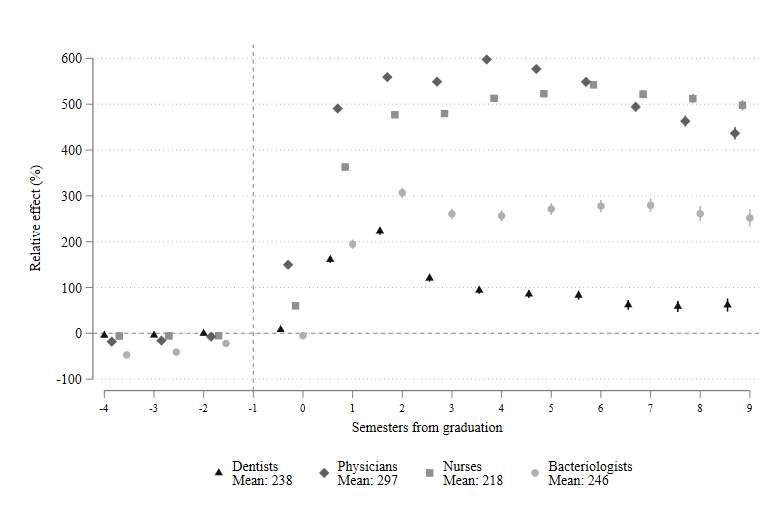 Relative effect (%)
600
500
400
300
200
100
0
-100
-4 -3 -2 -1 0 1 2 3 4 5 6 7 8 9
Semesters from graduation
Dentists Physicians Nurses Bacteriologists
Mean: 238 Mean: 297 Mean: 218 Mean: 246